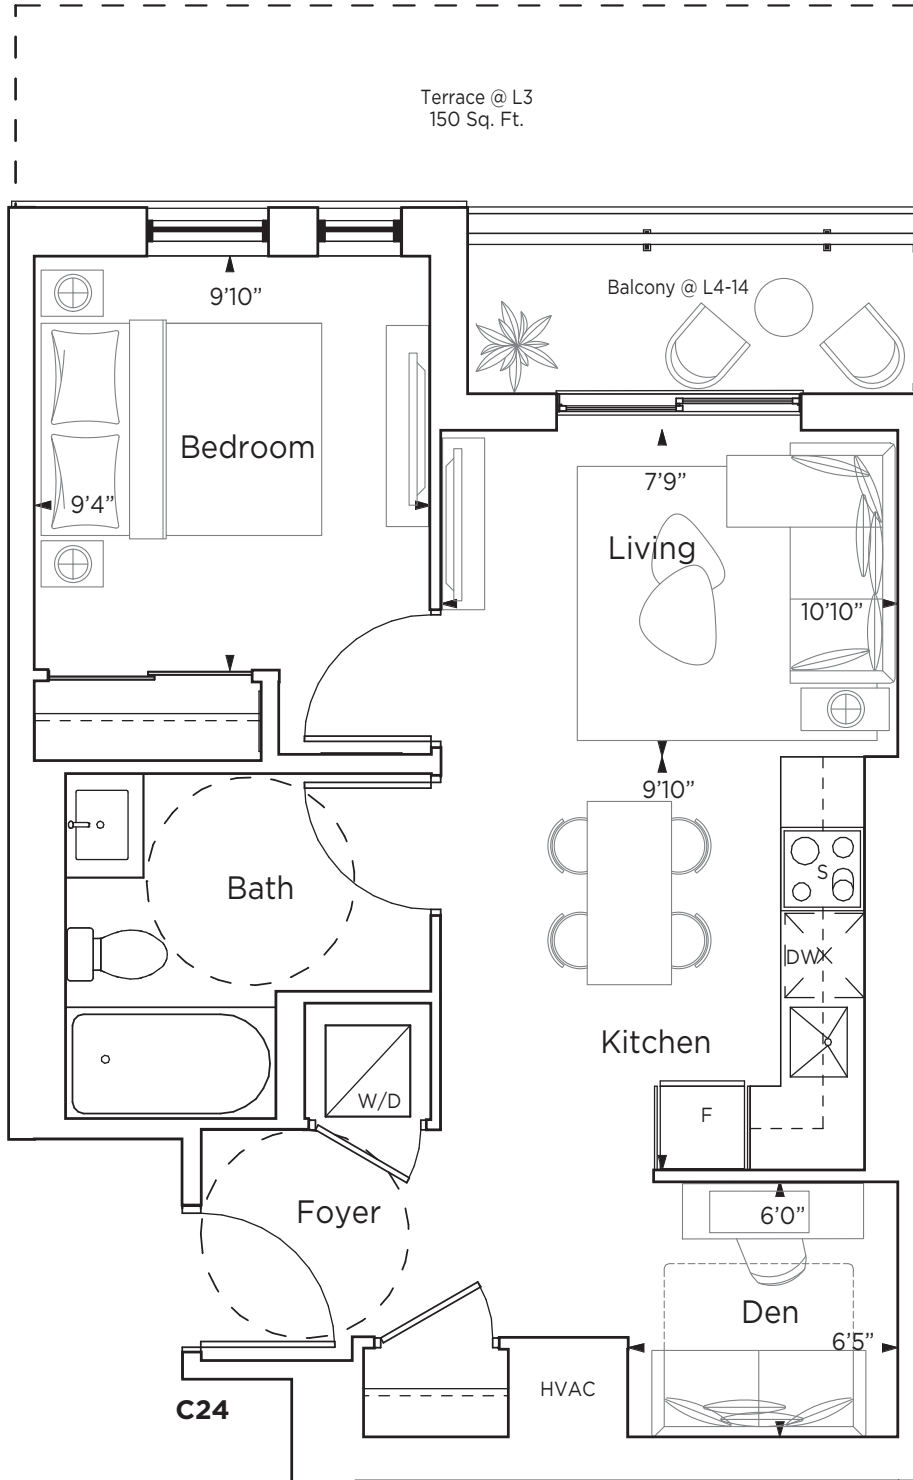 Terrace @ L3
150 Sq. Ft.
Balcony @ L4-14
9’10”
Bedroom
9’4”
7’9”
Living
10’10”
9’10”
S
Bath
DW
Kitchen
W/D
F
Foyer
6’0”
Den
6’5”
HVAC
C24